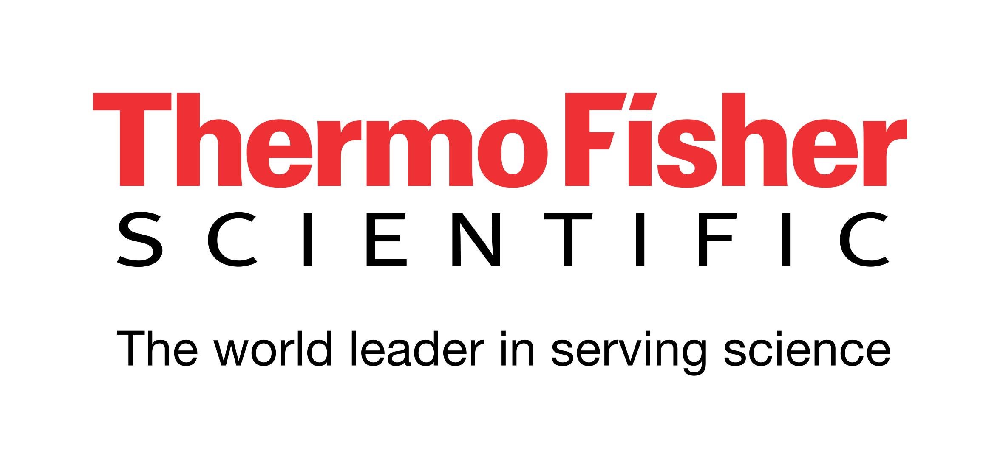 ThermoFisher
SCIENTIFIC
The world leader in serving science